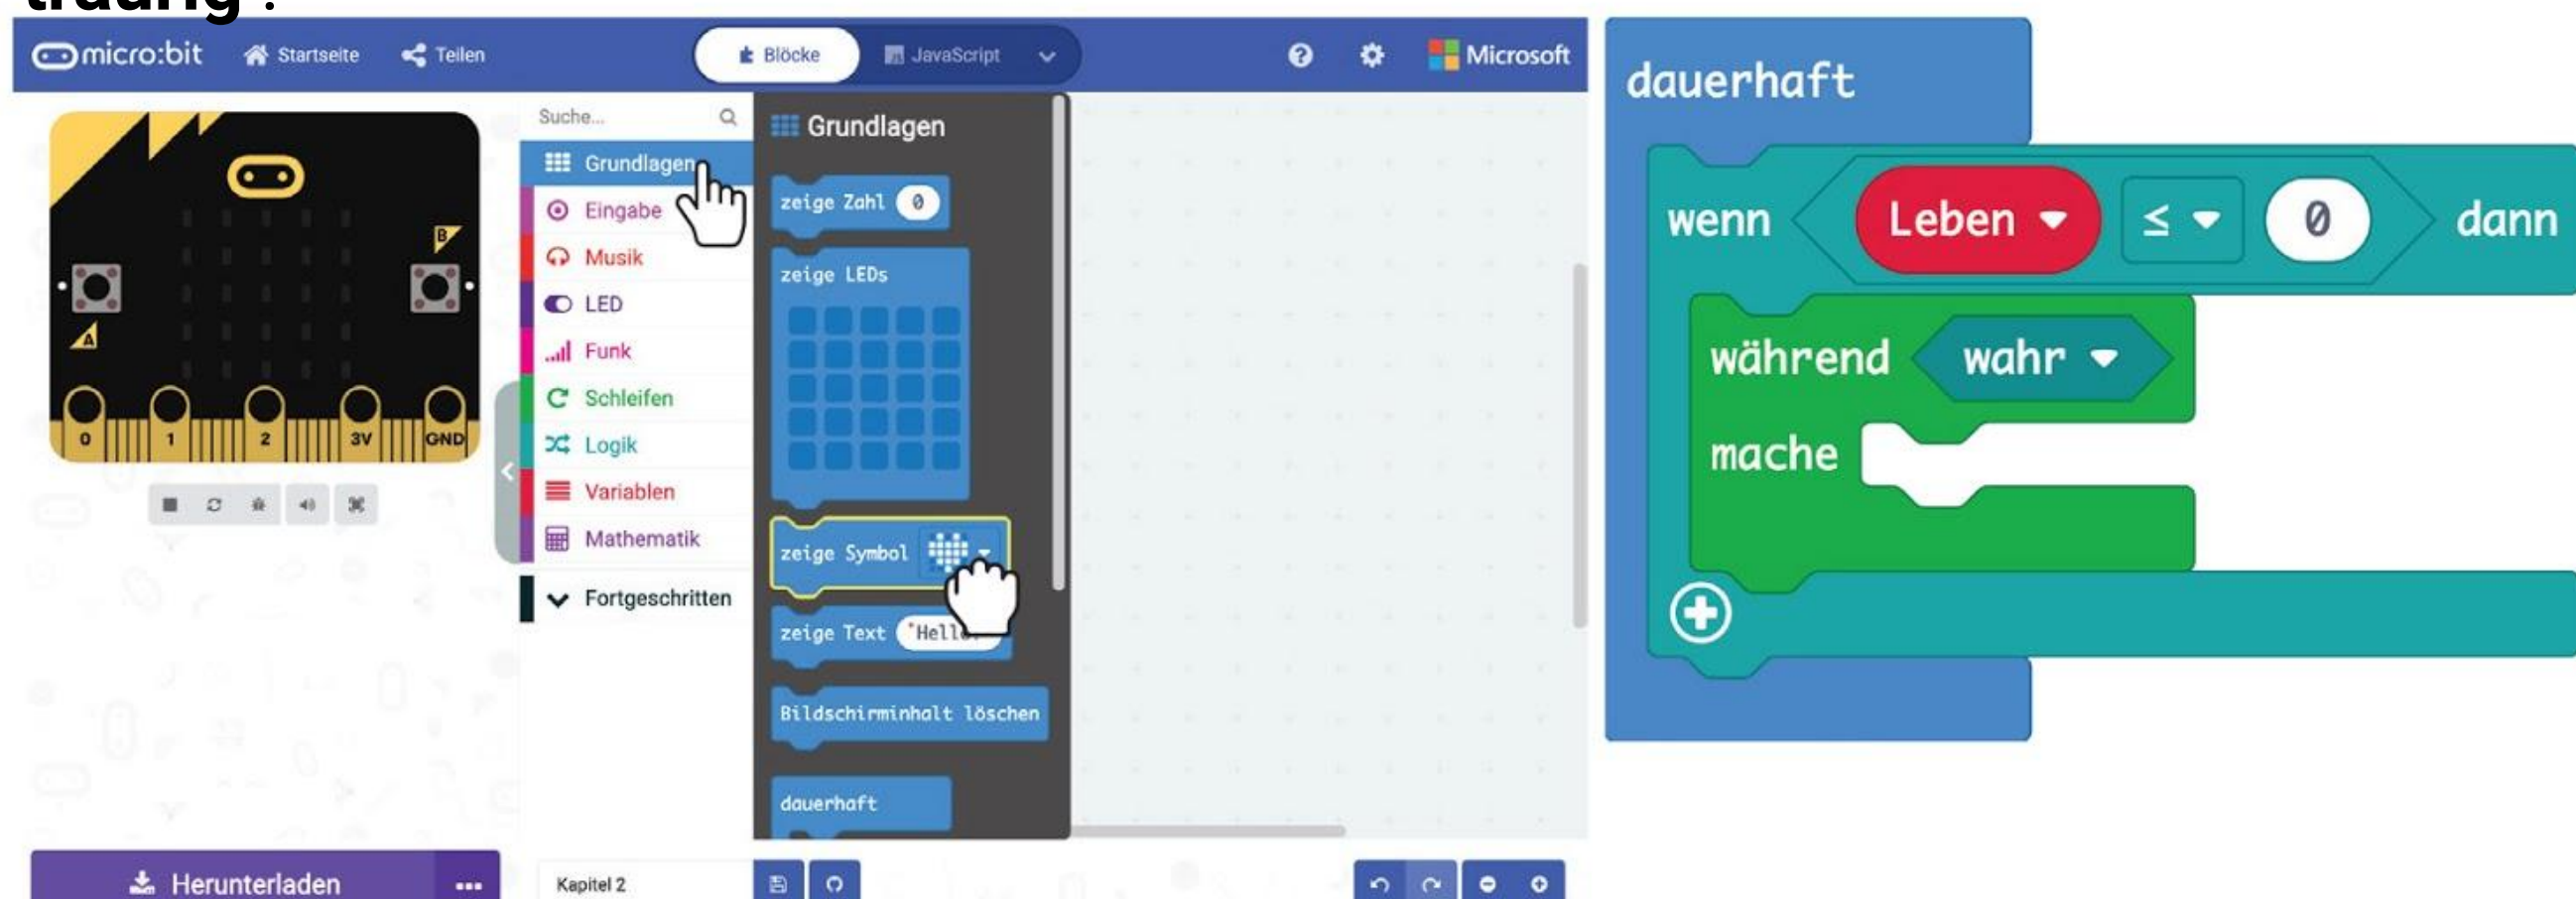 traurig .
micro:bit Startseite Teilen Blöcke JavaScript Microsoft
Suche...
Grundlagen
Eingabe
Musik
LED
Funk
Schleifen
Logik
Variablen
Mathematik
Fortgeschritten
Grundlagen
zeige Zahl 0
zeige LEDs
zeige Symbol
zeige Text
Bildschirminhalt löschen
dauerhaft
B
A
0 1 2 3V GND
Herunterladen ...
Kapitel 2
dauerhaft
wenn Leben ≤ 0 dann
während wahr
mache